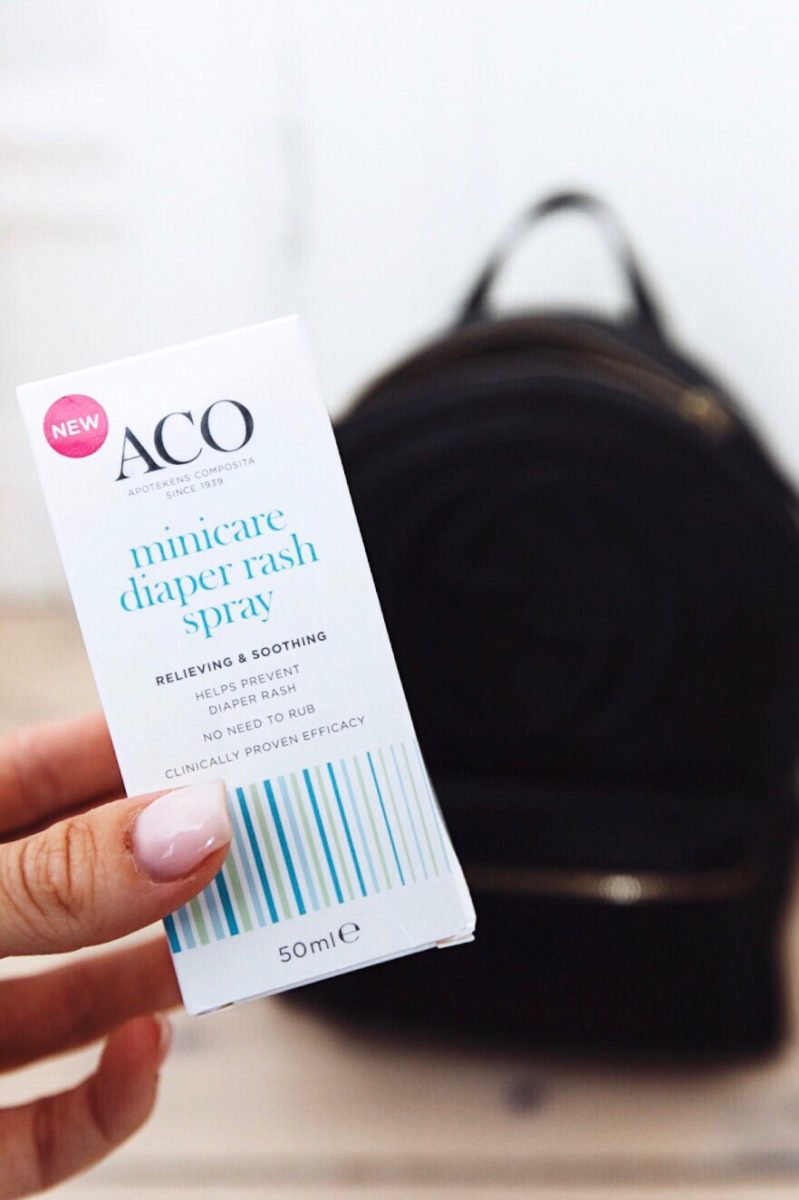 NEW
ACO
APOTEKENS COMPOSITA
SINCE 1939
minicare
diaper rash
spray
RELIEVING & SOOTHING
HELPS PREVENT
DIAPER RASH
NO NEED TO RUB
CLINICALLY PROVEN EFFICACY
50ml℮